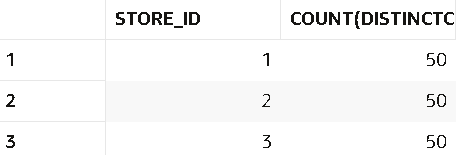 STORE_ID COUNT(DISTINCTC
1 1 50
2 2 50
3 3 50